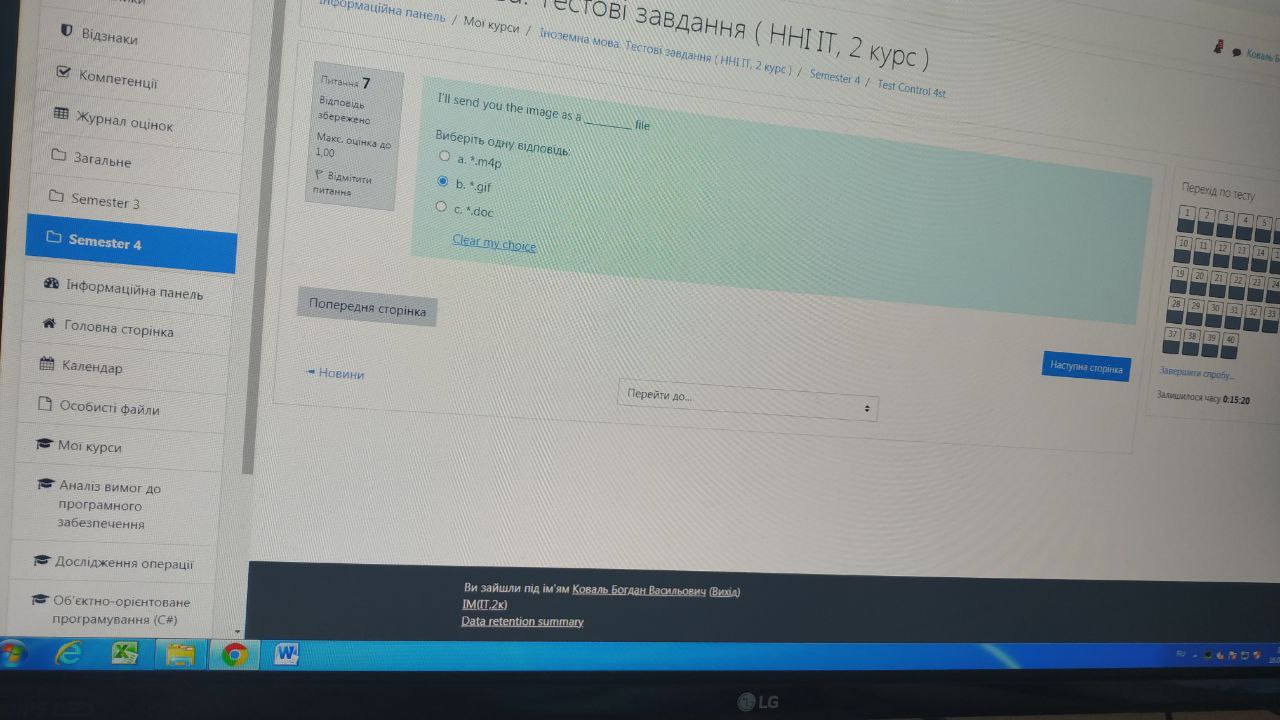 Відзнаки
Компетенції
Журнал оцінок
Загальне
Semester 3
Semester 4
Інформаційна панель
Головна сторінка
Календар
Особисті файли
Мої курси
Аналіз вимог до
програмного
забезпечення
Дослідження операції
Об'єктно-орієнтоване
програмування (C#)
Тестові завдання ( ННІ ІТ, 2 курс )
Інформаційна панель / Мої курси / Іноземна мова: Тестові завдання ( ННІ ІТ, 2 курс ) / Semester 4 / Test Control 4st
Коваль
Питання 7
Відповідь
збережено
Макс. оцінка до
1,00
Відмітити
питання
I'll send you the image as a ________ file
Виберіть одну відповідь:
a. *.m4p
b. *.gif
c. *.doc
Clear my choice
Попередня сторінка
Наступна сторінка
Новини
Перейти до...
Перехід по тесту
1 2 3 4 5
10 11 12 13 14
19 20 21 22 23 24
28 29 30 31 32 33
37 38 39 40
Завершити спробу...
Залишилося часу 0:15:20
Ви зайшли під ім'ям Коваль Богдан Васильович (Вихід)
ІМ(ІТ,2к)
Data retention summary
RU
LG